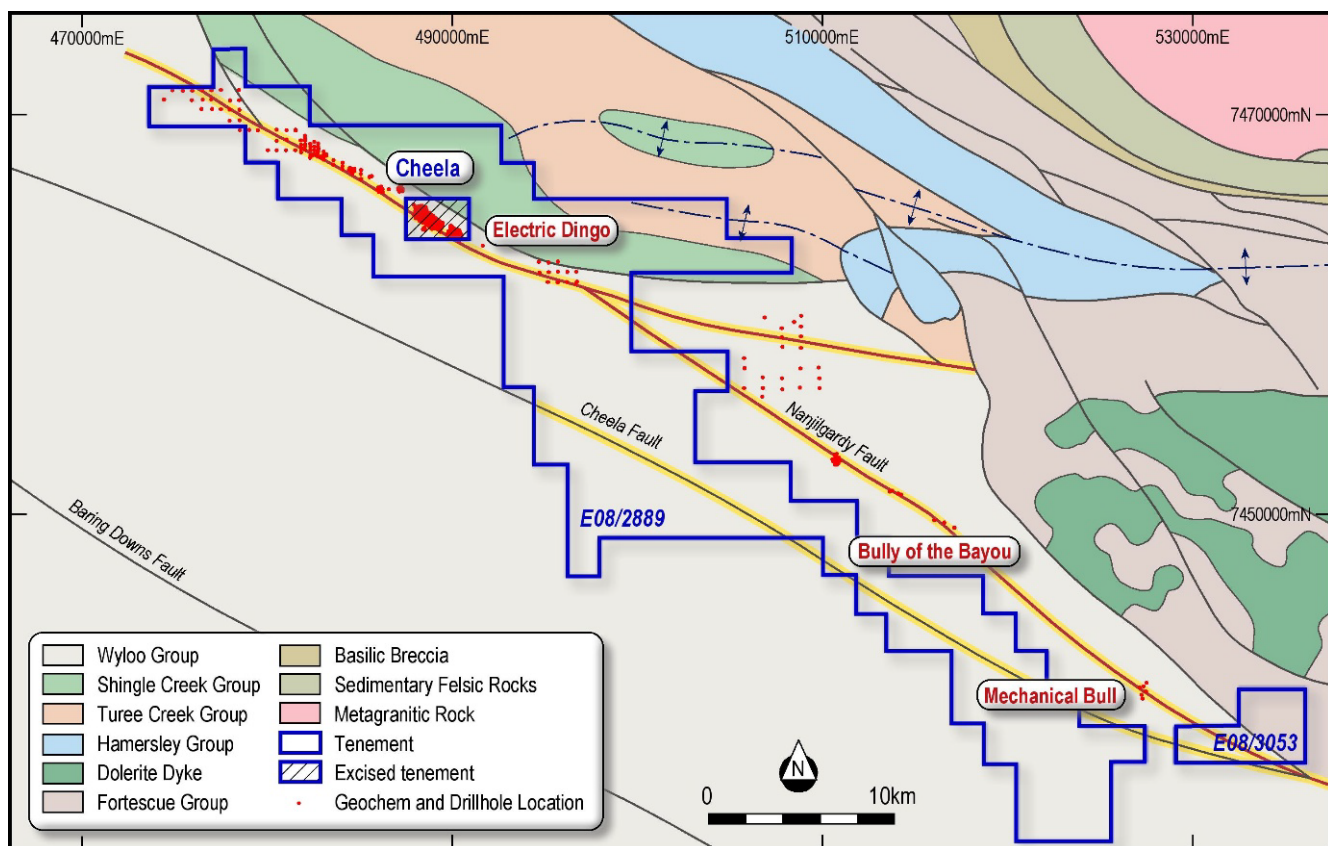 470000mE
490000mE
510000mE
530000mE
7470000mN
Cheela
Electric Dingo
Nanjilgardy Fault
Cheela Fault
Baring Downs Fault
E08/2889
7450000mN
Bully of the Bayou
Mechanical Bull
E08/3053
Wyloo Group
Shingle Creek Group
Turee Creek Group
Hamersley Group
Dolerite Dyke
Fortescue Group
Basilic Breccia
Sedimentary Felsic Rocks
Metagranitic Rock
Tenement
Excised tenement
Geochem and Drillhole Location
N
0 10km